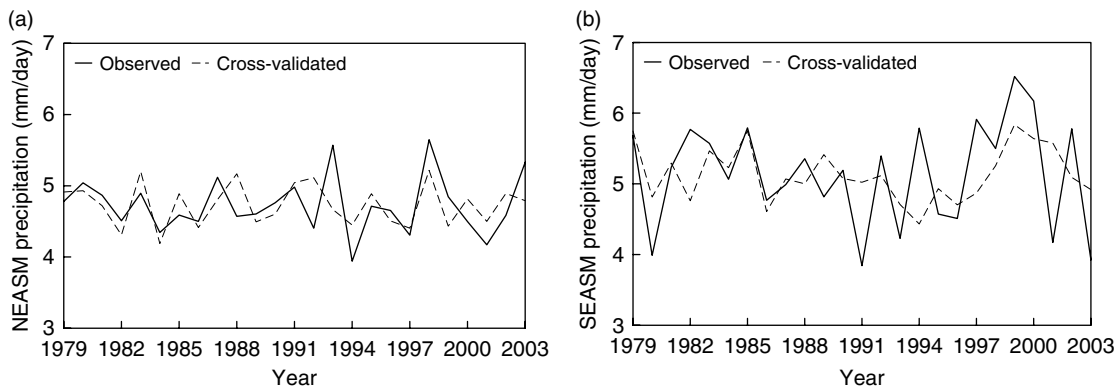 (a)
NEASM precipitation (mm/day)
7
6
5
4
3
Observed Cross-validated
1979 1982 1985 1988 1991 1994 1997 2000 2003
Year
(b)
SEASM precipitation (mm/day)
7
6
5
4
3
Observed Cross-validated
1979 1982 1985 1988 1991 1994 1997 2000 2003
Year